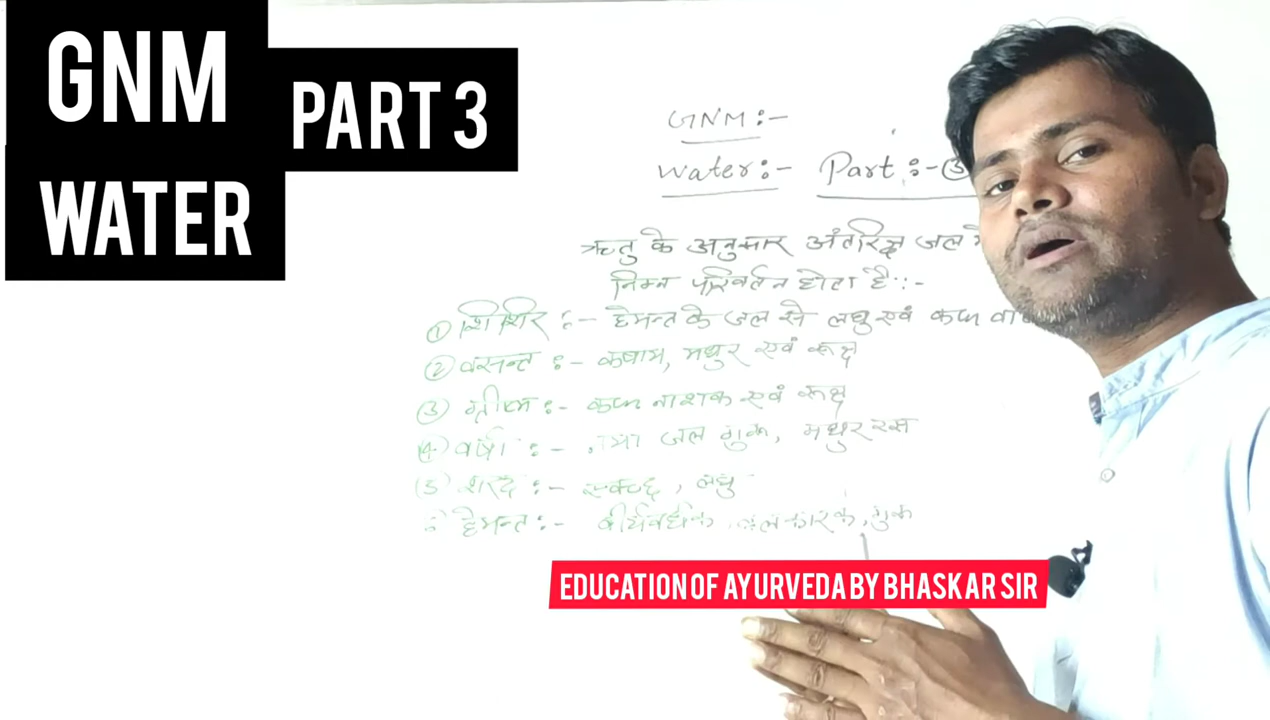 GNM
PART 3
WATER
GNM:-
Water:- Part:-③
ऋतु के अनुसार अंतरिक्ष जल में
निम्न परिवर्तन होता है::-
① शिशिर:- हेमन्त के जल से लघु एवं कफ
② वसन्त:- कषाय, मधुर एवं रूक्ष
③ ग्रीष्म:- कफ नाशक एवं रूक्ष
④ वर्षा:- जल गुरू, मधुर रस
(5) शरद:- स्वच्छ, लघु
हेमन्त:- वीर्यवर्धक, बलकारक, गुरू
EDUCATION OF AYURVEDA BY BHASKAR SIR